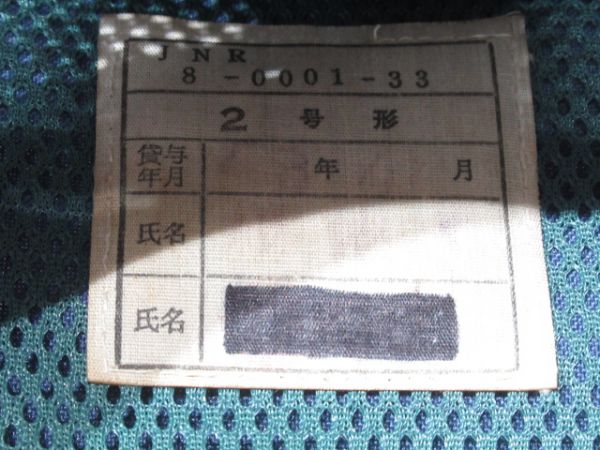 JNR
8-0001-33
2 号 形
貸与年月 年 月
氏名
氏名